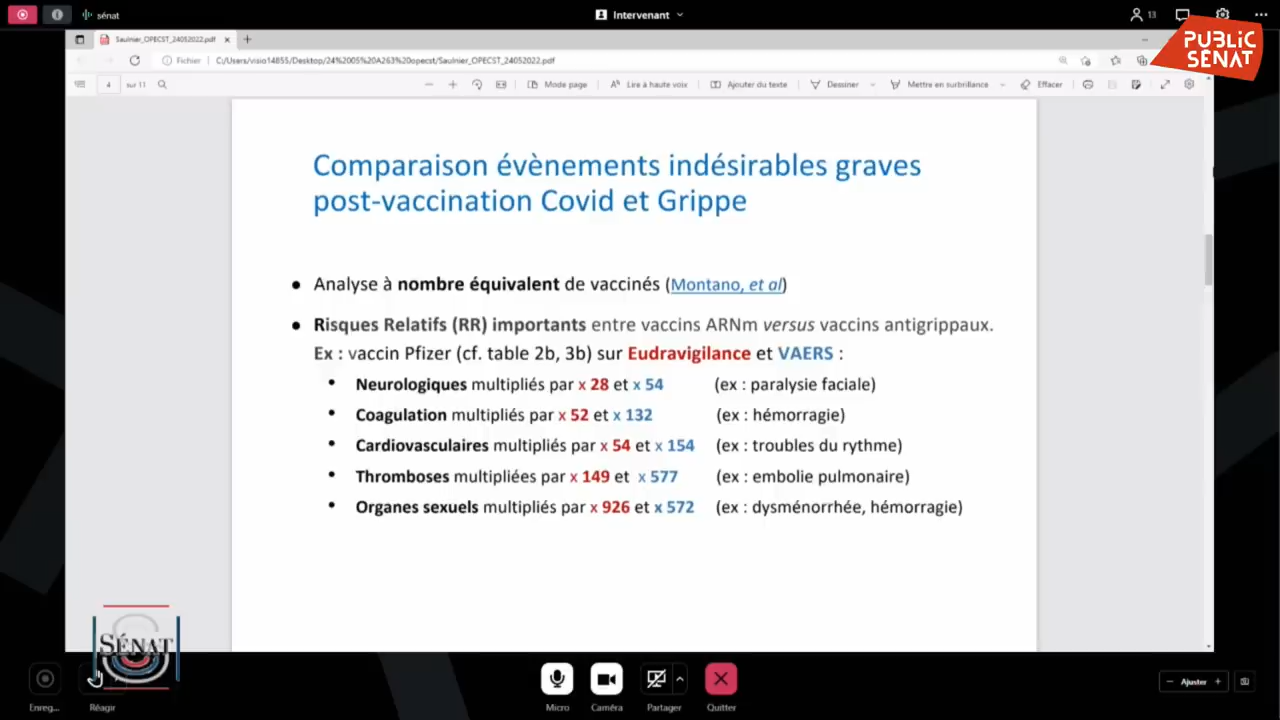 sénat
Intervenant
13
PUBLIC
SÉNAT
Saulnier_OPECST_24052022.pdf
Fichier
C:/Users/visio14855/Desktop/24%2005%20A263%20opecst/Saulnier_OPECST_24052022.pdf
4 sur 11
Mode page
Lire à haute voix
Ajouter du texte
Dessiner
Mettre en surbrillance
Effacer
Comparaison évènements indésirables graves
post-vaccination Covid et Grippe
● Analyse à nombre équivalent de vaccinés (Montano, et al)
● Risques Relatifs (RR) importants entre vaccins ARNm versus vaccins antigrippaux.
Ex : vaccin Pfizer (cf. table 2b, 3b) sur Eudravigilance et VAERS :
• Neurologiques multipliés par x 28 et x 54 (ex : paralysie faciale)
• Coagulation multipliés par x 52 et x 132 (ex : hémorragie)
• Cardiovasculaires multipliés par x 54 et x 154 (ex : troubles du rythme)
• Thromboses multipliées par x 149 et x 577 (ex : embolie pulmonaire)
• Organes sexuels multipliés par x 926 et x 572 (ex : dysménorrhée, hémorragie)
SÉNAT
Enreg...
Réagir
Micro
Caméra
Partager
Quitter
Ajuster